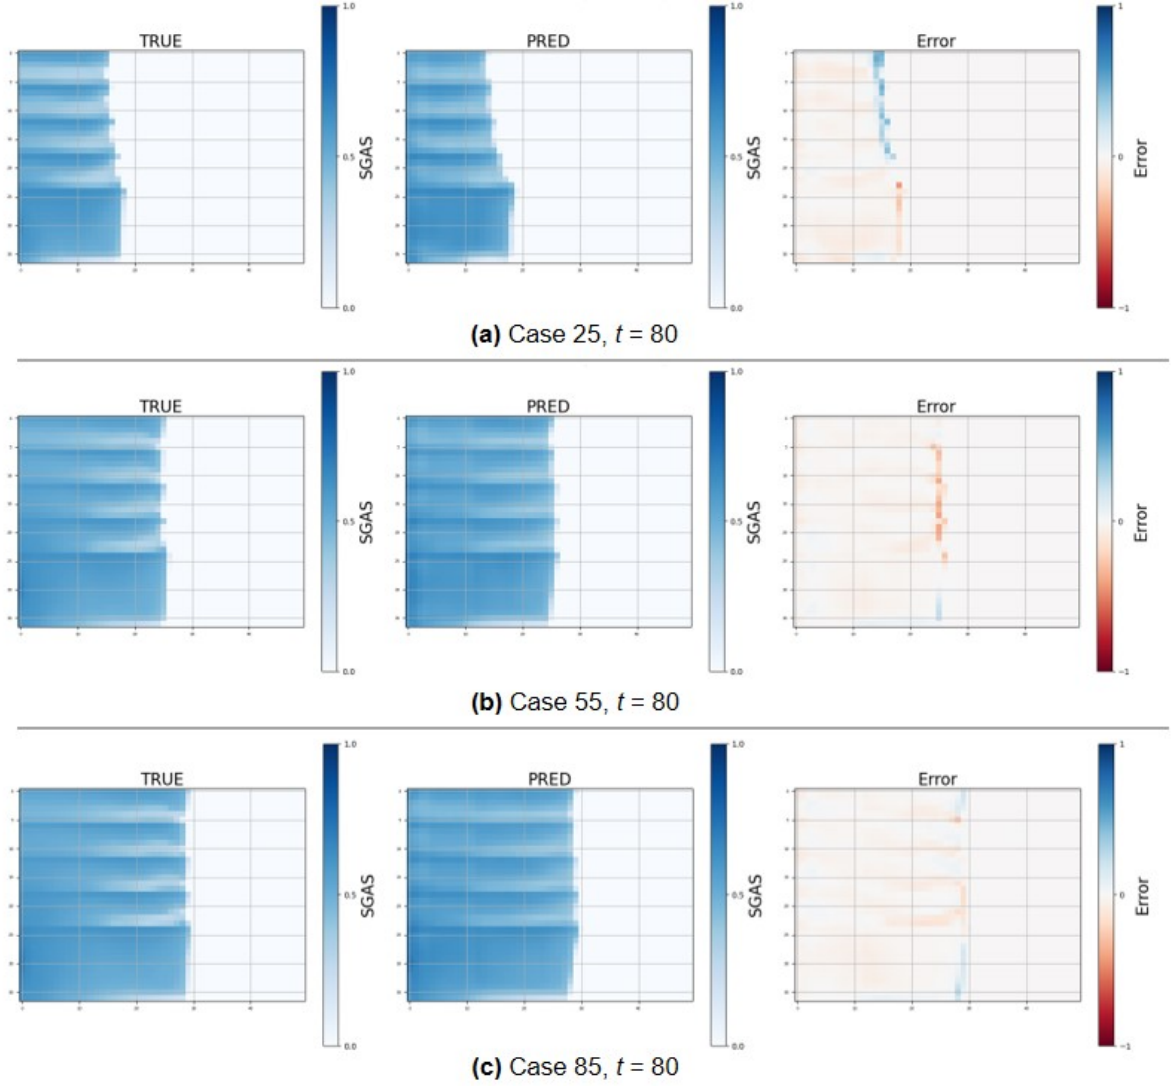 TRUE
PRED
Error
1.0
0.5
0.0
SGAS
1.0
0.5
0.0
SGAS
1
0
−1
Error
(a) Case 25, t = 80
TRUE
PRED
Error
1.0
0.5
0.0
SGAS
1.0
0.5
0.0
SGAS
1
0
−1
Error
(b) Case 55, t = 80
TRUE
PRED
Error
1.0
0.5
0.0
SGAS
1.0
0.5
0.0
SGAS
1
0
−1
Error
(c) Case 85, t = 80